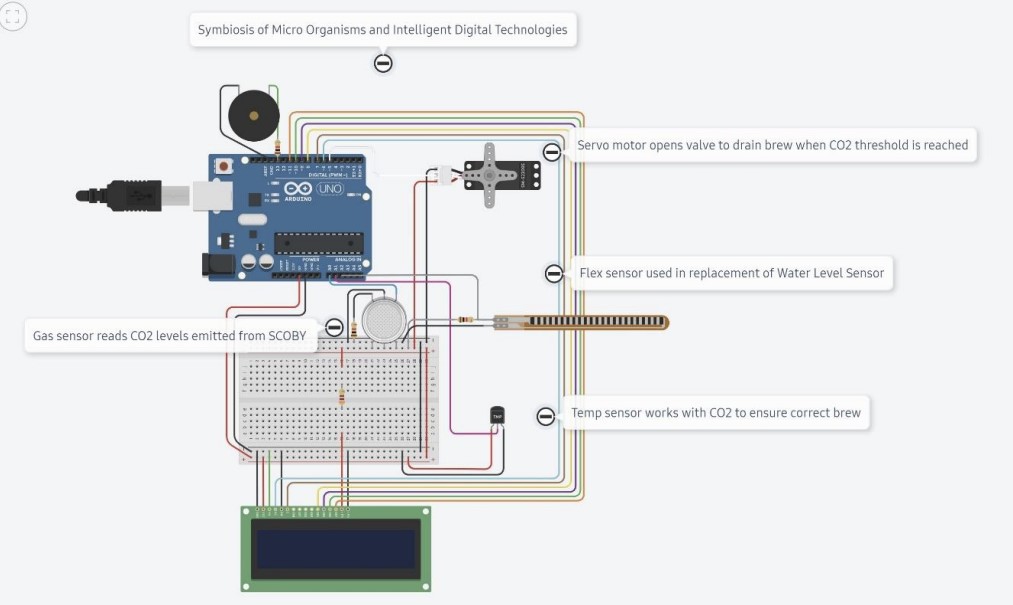 Symbiosis of Micro Organisms and Intelligent Digital Technologies
Servo motor opens valve to drain brew when CO2 threshold is reached
DIGITAL (PWM~)
UNO
ARDUINO
POWER
ANALOG IN
Flex sensor used in replacement of Water Level Sensor
Gas sensor reads CO2 levels emitted from SCOBY
TMP
Temp sensor works with CO2 to ensure correct brew